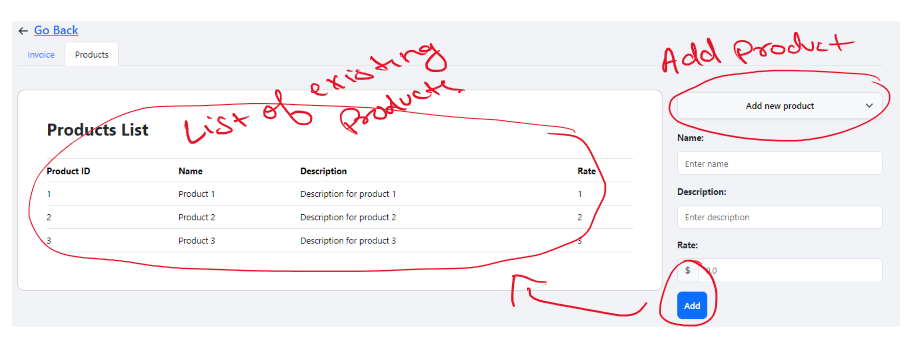 ← Go Back
Invoice Products
Add Product
List of existing
Products
Add new product
Products List
Product ID Name Description Rate
1 Product 1 Description for product 1 1
2 Product 2 Description for product 2 2
3 Product 3 Description for product 3 3
Name:
Enter name
Description:
Enter description
Rate:
$ 0.0
Add